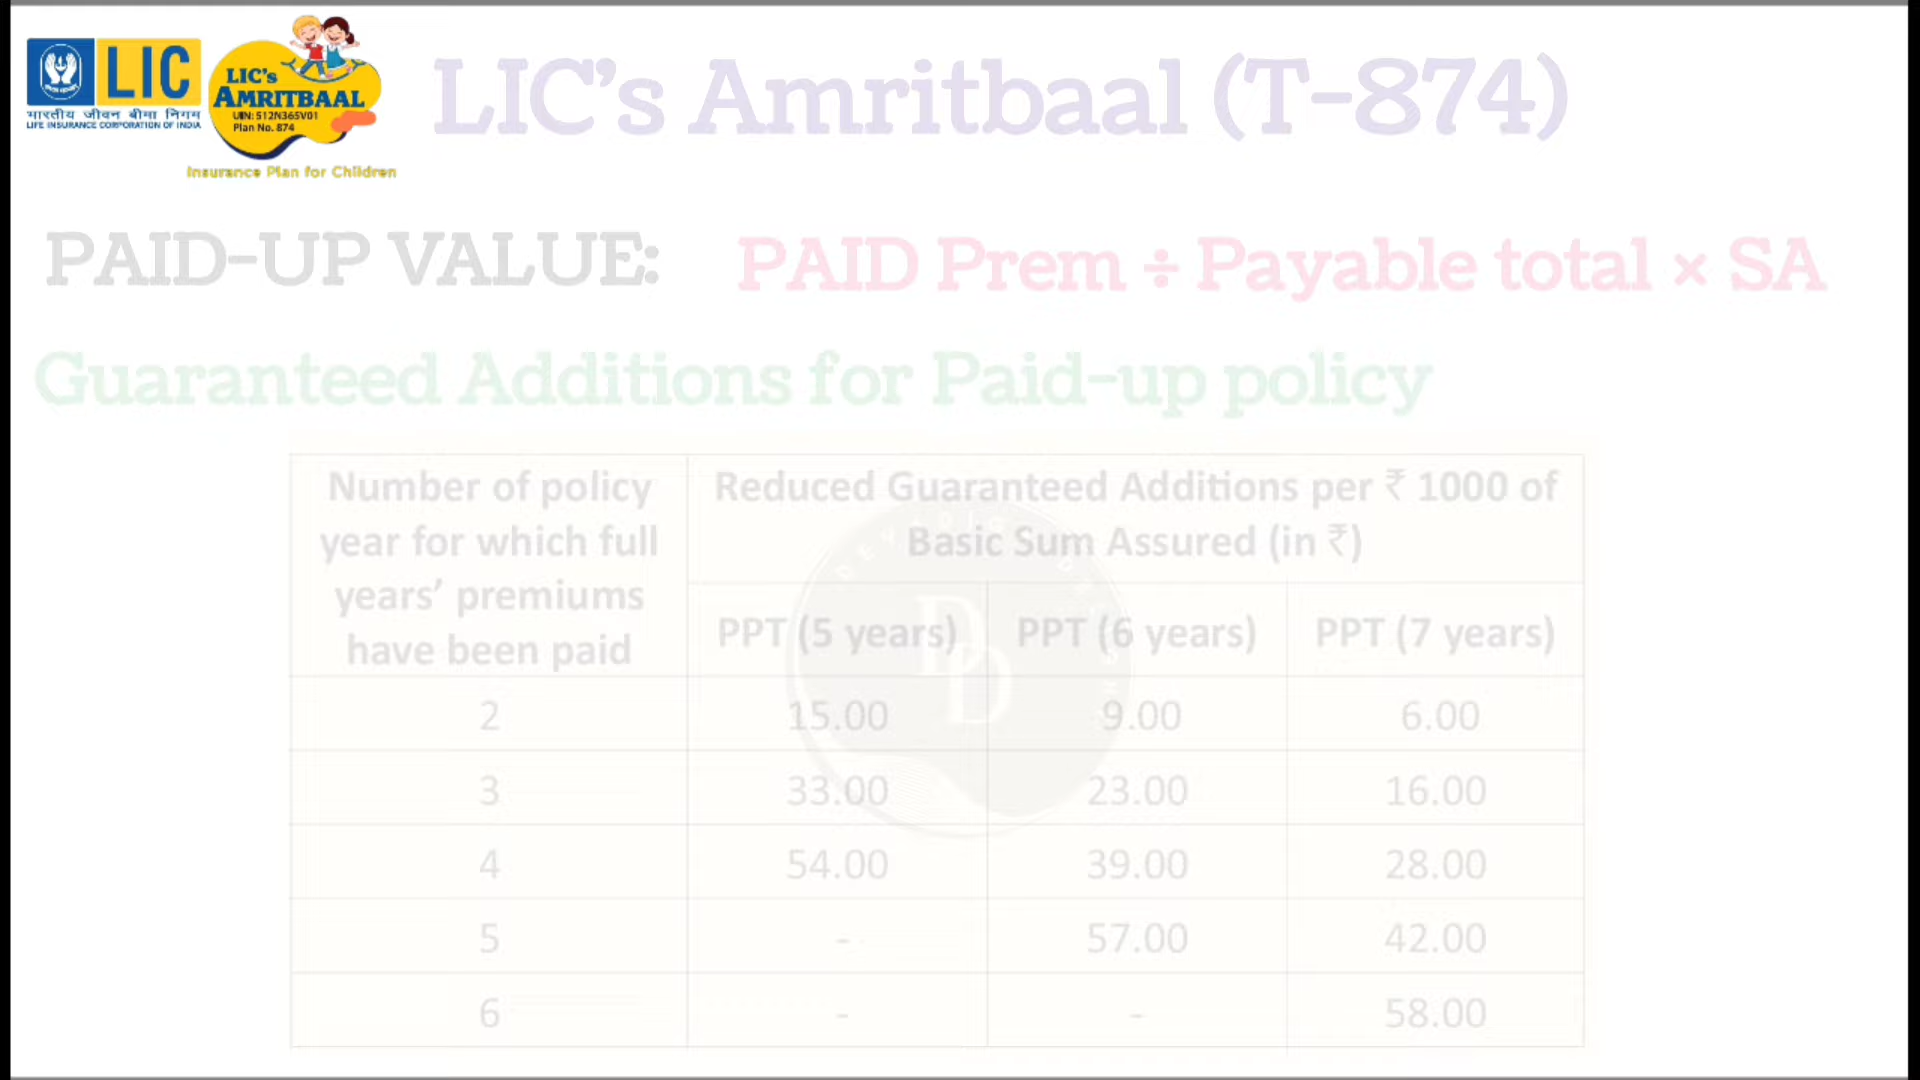 LIC
भारतीय जीवन बीमा निगम
LIFE INSURANCE CORPORATION OF INDIA
LIC's
AMRITBAAL
UIN: 512N365V01
Plan No. 874
Insurance Plan for Children
LIC's Amritbaal (T-874)
PAID-UP VALUE: PAID Prem ÷ Payable total × SA
Guaranteed Additions for Paid-up policy
Number of policy
year for which full
years' premiums
have been paid
Reduced Guaranteed Additions per ₹ 1000 of
Basic Sum Assured (in ₹)
PPT (5 years) PPT (6 years) PPT (7 years)
2 15.00 9.00 6.00
3 33.00 23.00 16.00
4 54.00 39.00 28.00
5 - 57.00 42.00
6 - - 58.00